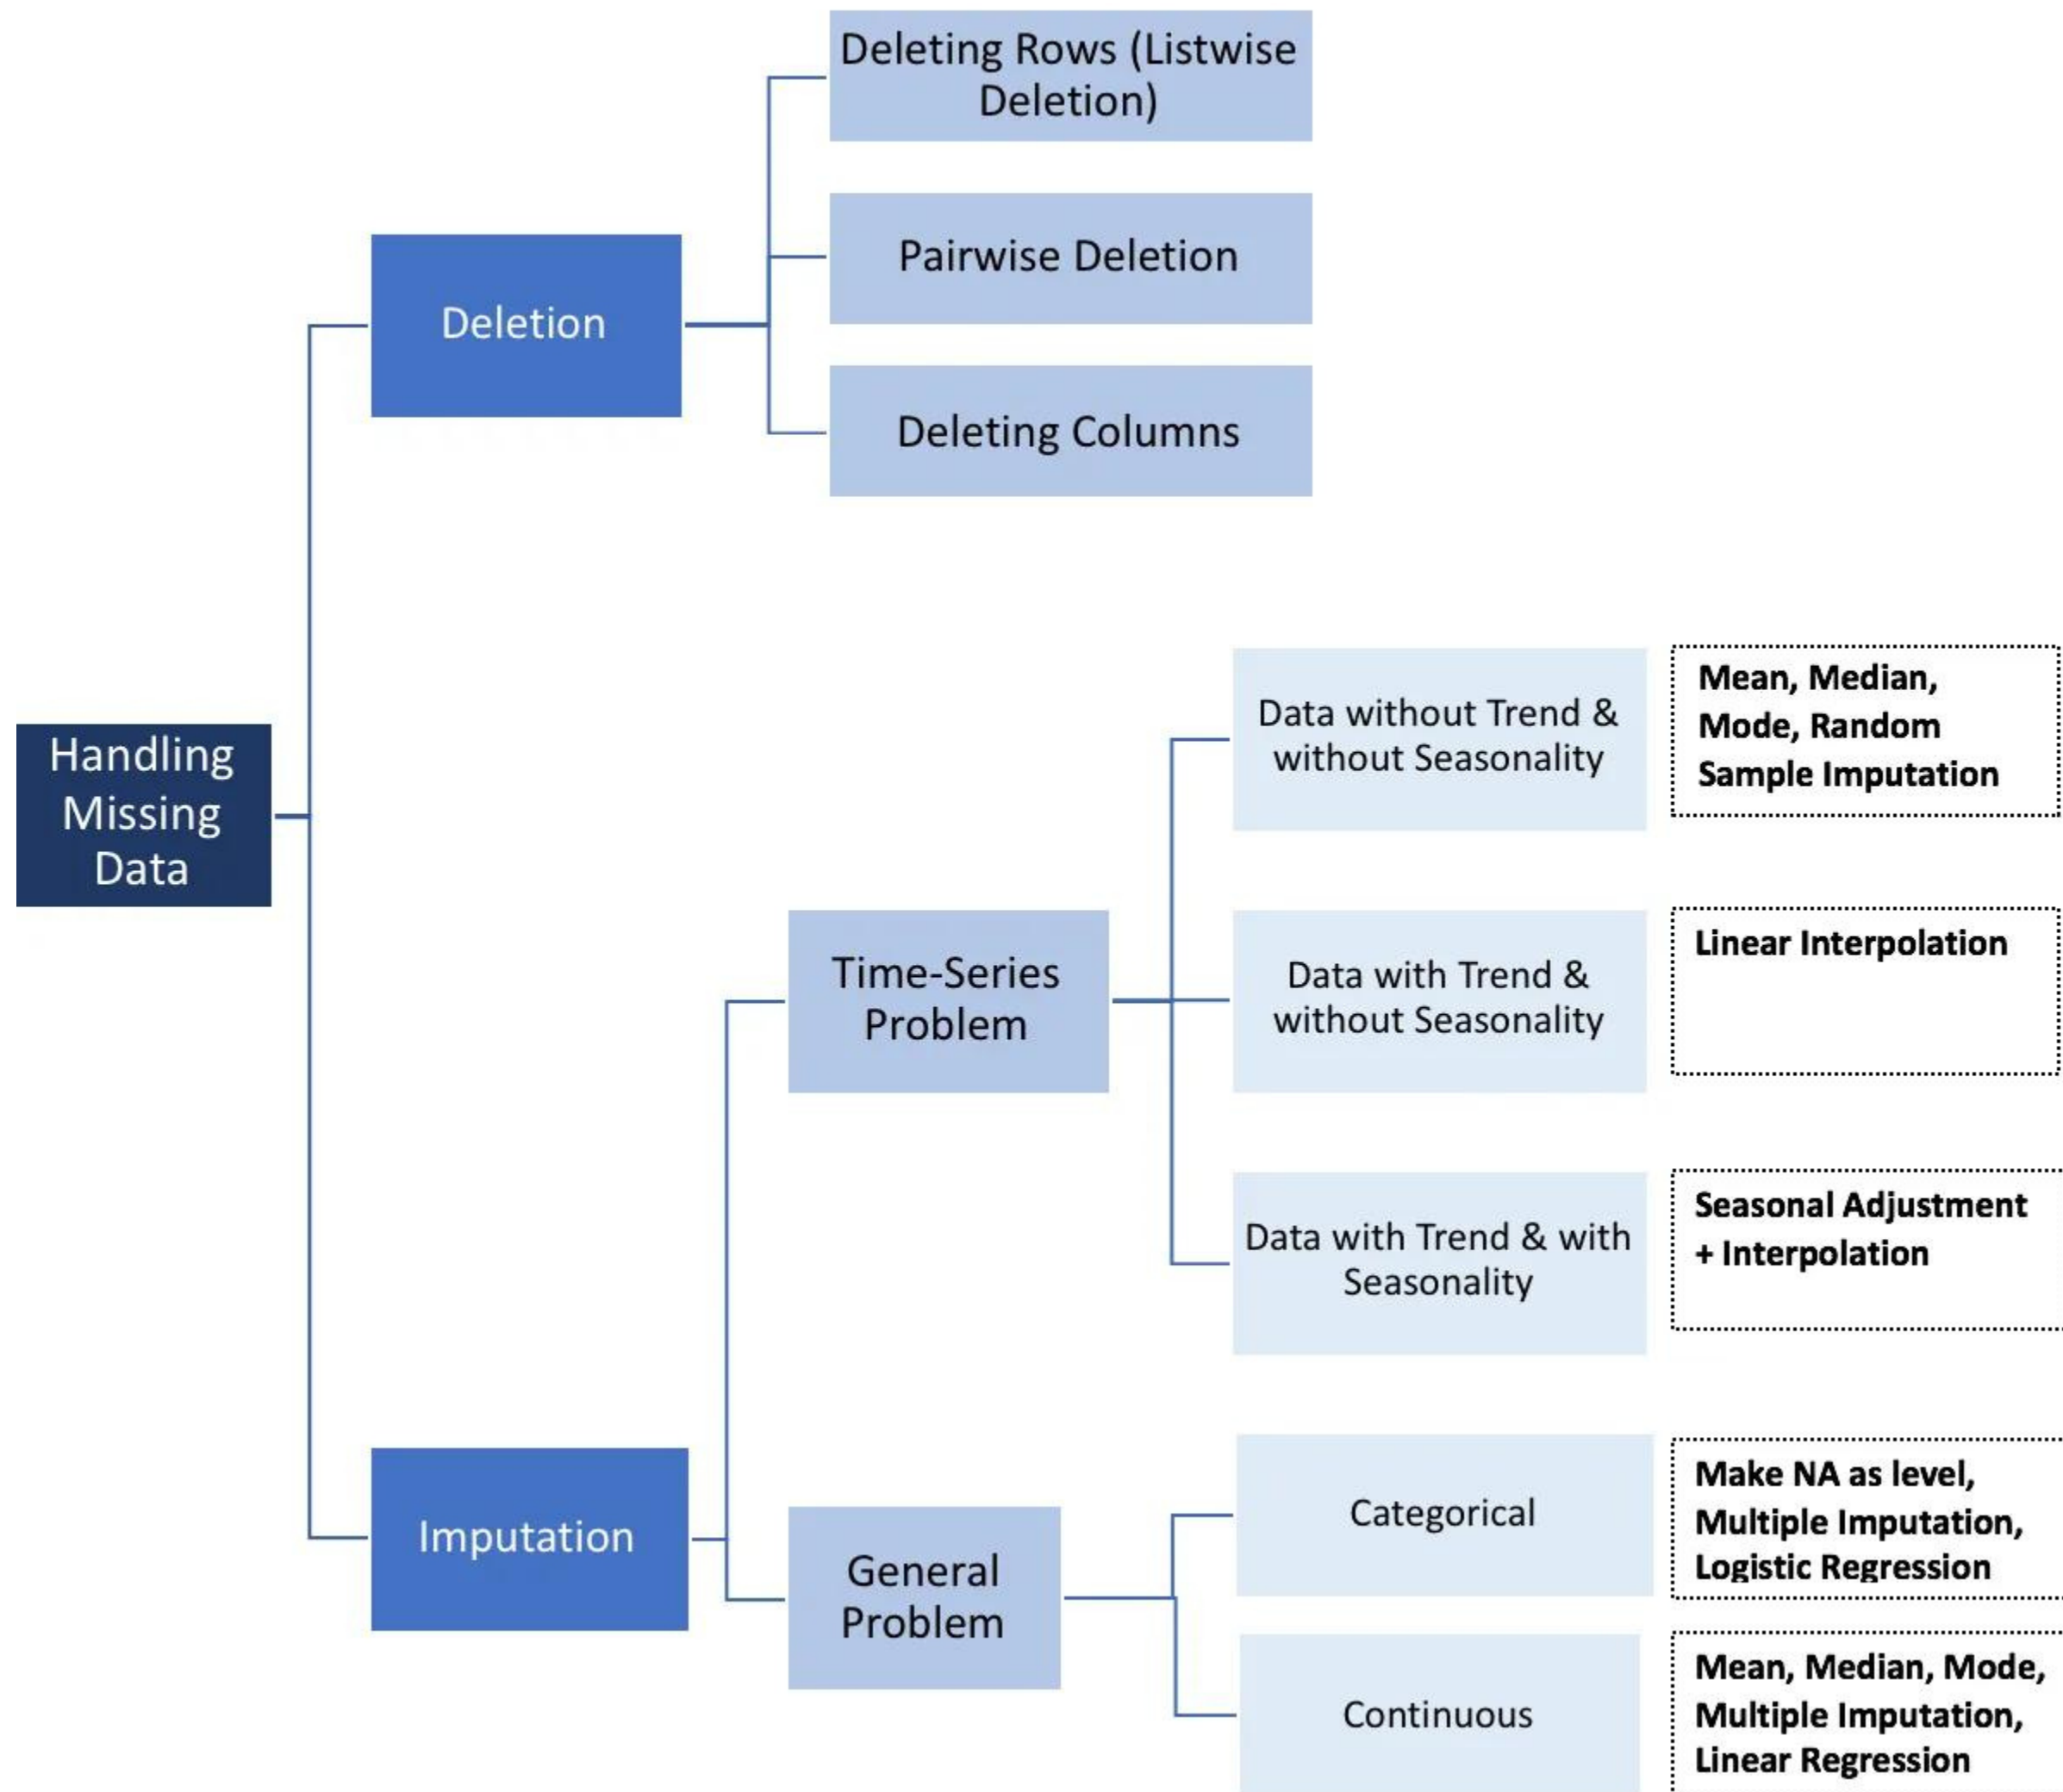 Deleting Rows (Listwise
Deletion)
Pairwise Deletion
Deletion
Deleting Columns
Handling
Missing
Data
Data without Trend &
without Seasonality
Mean, Median,
Mode, Random
Sample Imputation
Time-Series
Problem
Data with Trend &
without Seasonality
Linear Interpolation
Data with Trend & with
Seasonality
Seasonal Adjustment
+ Interpolation
Imputation
General
Problem
Categorical
Make NA as level,
Multiple Imputation,
Logistic Regression
Continuous
Mean, Median, Mode,
Multiple Imputation,
Linear Regression